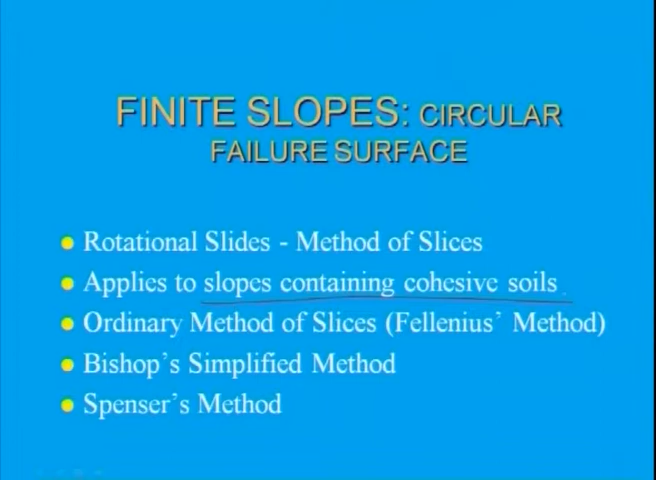 FINITE SLOPES: CIRCULAR
FAILURE SURFACE
Rotational Slides - Method of Slices
Applies to slopes containing cohesive soils.
Ordinary Method of Slices (Fellenius' Method)
Bishop's Simplified Method
Spenser's Method